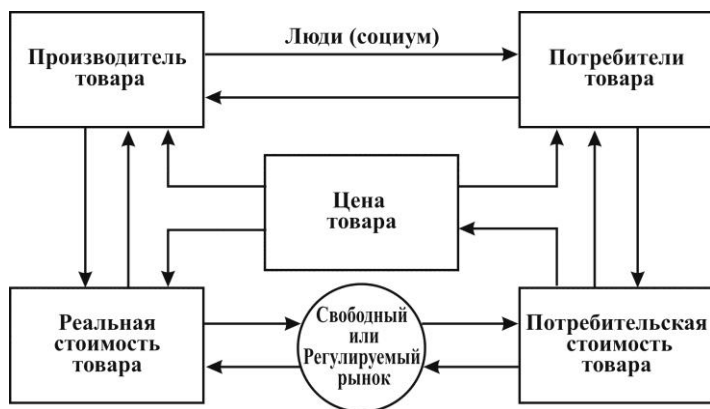 Люди (социум)
Производитель
товара
Потребители
товара
Цена
товара
Реальная
стоимость
товара
Свободный
или
Регулируемый
рынок
Потребительская
стоимость
товара